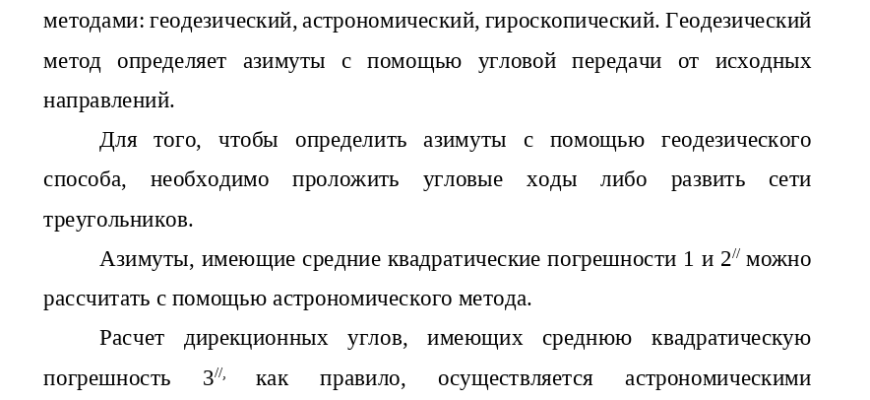 методами: геодезический, астрономический, гироскопический. Геодезический
метод определяет азимуты с помощью угловой передачи от исходных
направлений.
Для того, чтобы определить азимуты с помощью геодезического
способа, необходимо проложить угловые ходы либо развить сети
треугольников.
Азимуты, имеющие средние квадратические погрешности 1 и 2// можно
рассчитать с помощью астрономического метода.
Расчет дирекционных углов, имеющих среднюю квадратическую
погрешность 3//, как правило, осуществляется астрономическими